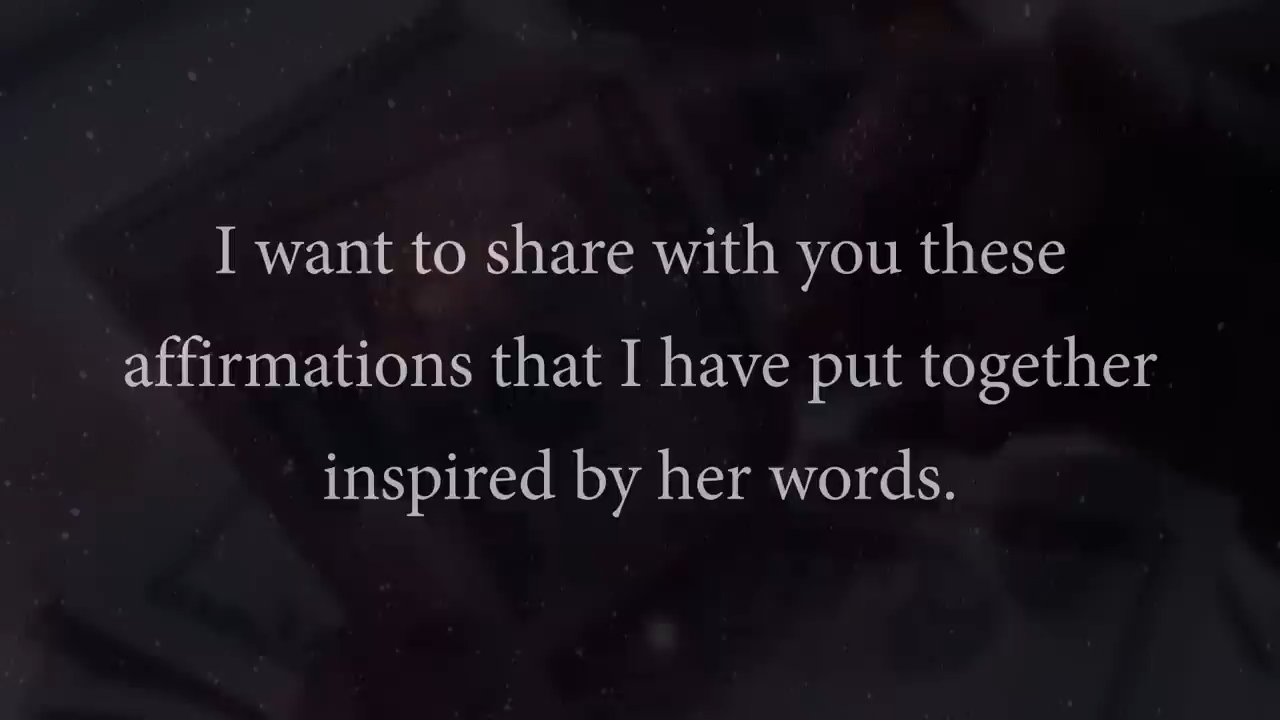 I want to share with you these
affirmations that I have put together
inspired by her words.